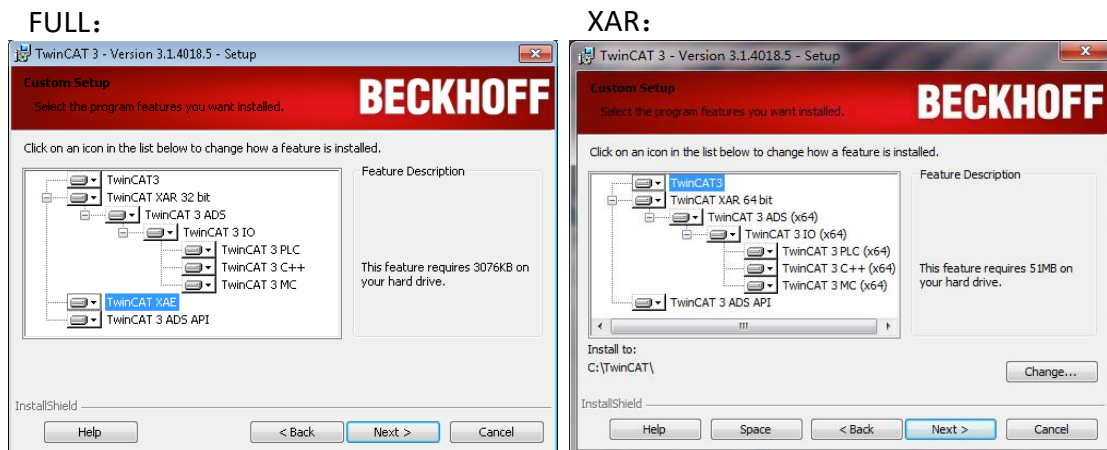 FULL：
TwinCAT 3 - Version 3.1.4018.5 - Setup
Custom Setup
Select the program features you want installed.
BECKHOFF
Click on an icon in the list below to change how a feature is installed.
TwinCAT3
TwinCAT XAR 32 bit
TwinCAT 3 ADS
TwinCAT 3 IO
TwinCAT 3 PLC
TwinCAT 3 C++
TwinCAT 3 MC
TwinCAT XAE
TwinCAT 3 ADS API
Feature Description
This feature requires 3076KB on
your hard drive.
InstallShield
Help
< Back
Next >
Cancel
XAR：
TwinCAT 3 - Version 3.1.4018.5 - Setup
Custom Setup
Select the program features you want installed.
BECKHOFF
Click on an icon in the list below to change how a feature is installed.
TwinCAT3
TwinCAT XAR 64 bit
TwinCAT 3 ADS (x64)
TwinCAT 3 IO (x64)
TwinCAT 3 PLC (x64)
TwinCAT 3 C++ (x64)
TwinCAT 3 MC (x64)
TwinCAT 3 ADS API
Feature Description
This feature requires 51MB on
your hard drive.
Install to:
C:\TwinCAT\
Change...
InstallShield
Help
Space
< Back
Next >
Cancel